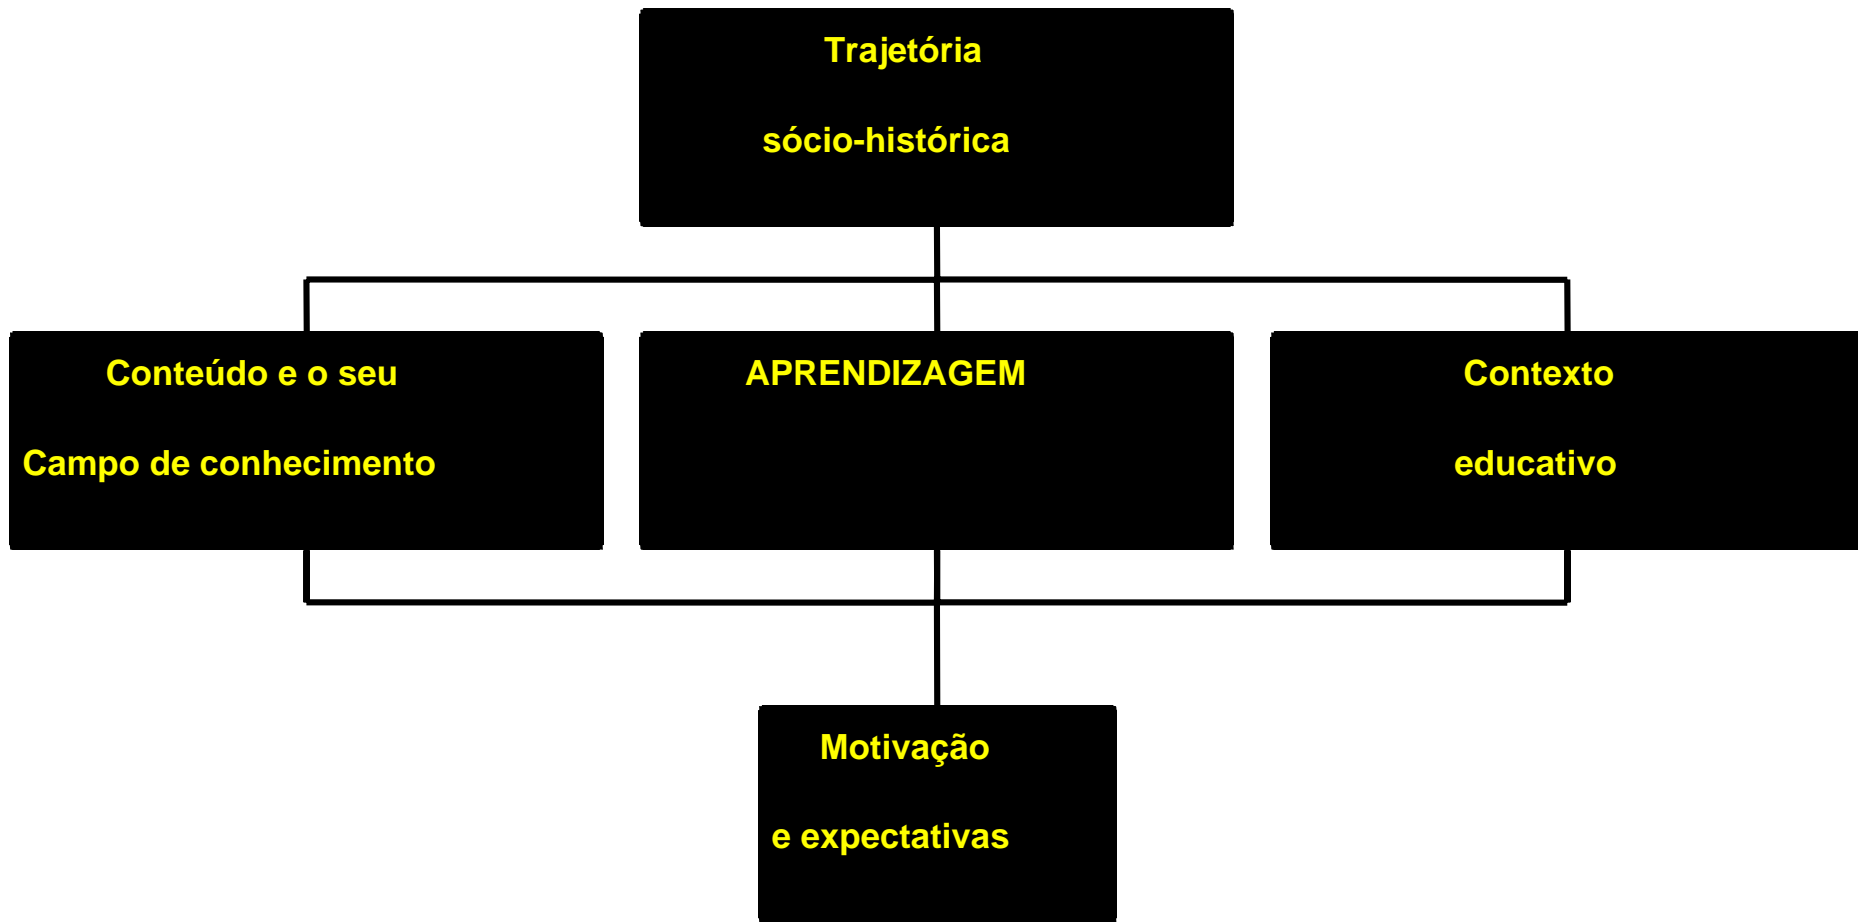 Trajetória
sócio-histórica
Conteúdo e o seu
Campo de conhecimento
APRENDIZAGEM
Contexto
educativo
Motivação
e expectativas